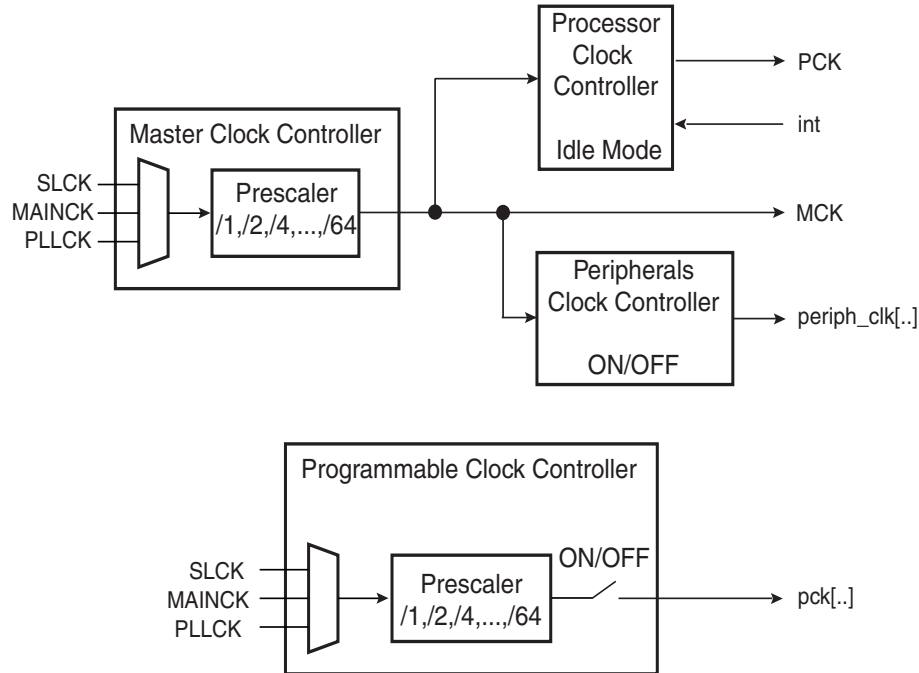 Processor
Clock
Controller
Idle Mode
PCK
int
Master Clock Controller
SLCK
MAINCK
PLLCK
Prescaler
/1,/2,/4,...,/64
MCK
Peripherals
Clock Controller
ON/OFF
periph_clk[..]
Programmable Clock Controller
SLCK
MAINCK
PLLCK
Prescaler
/1,/2,/4,...,/64
ON/OFF
pck[..]